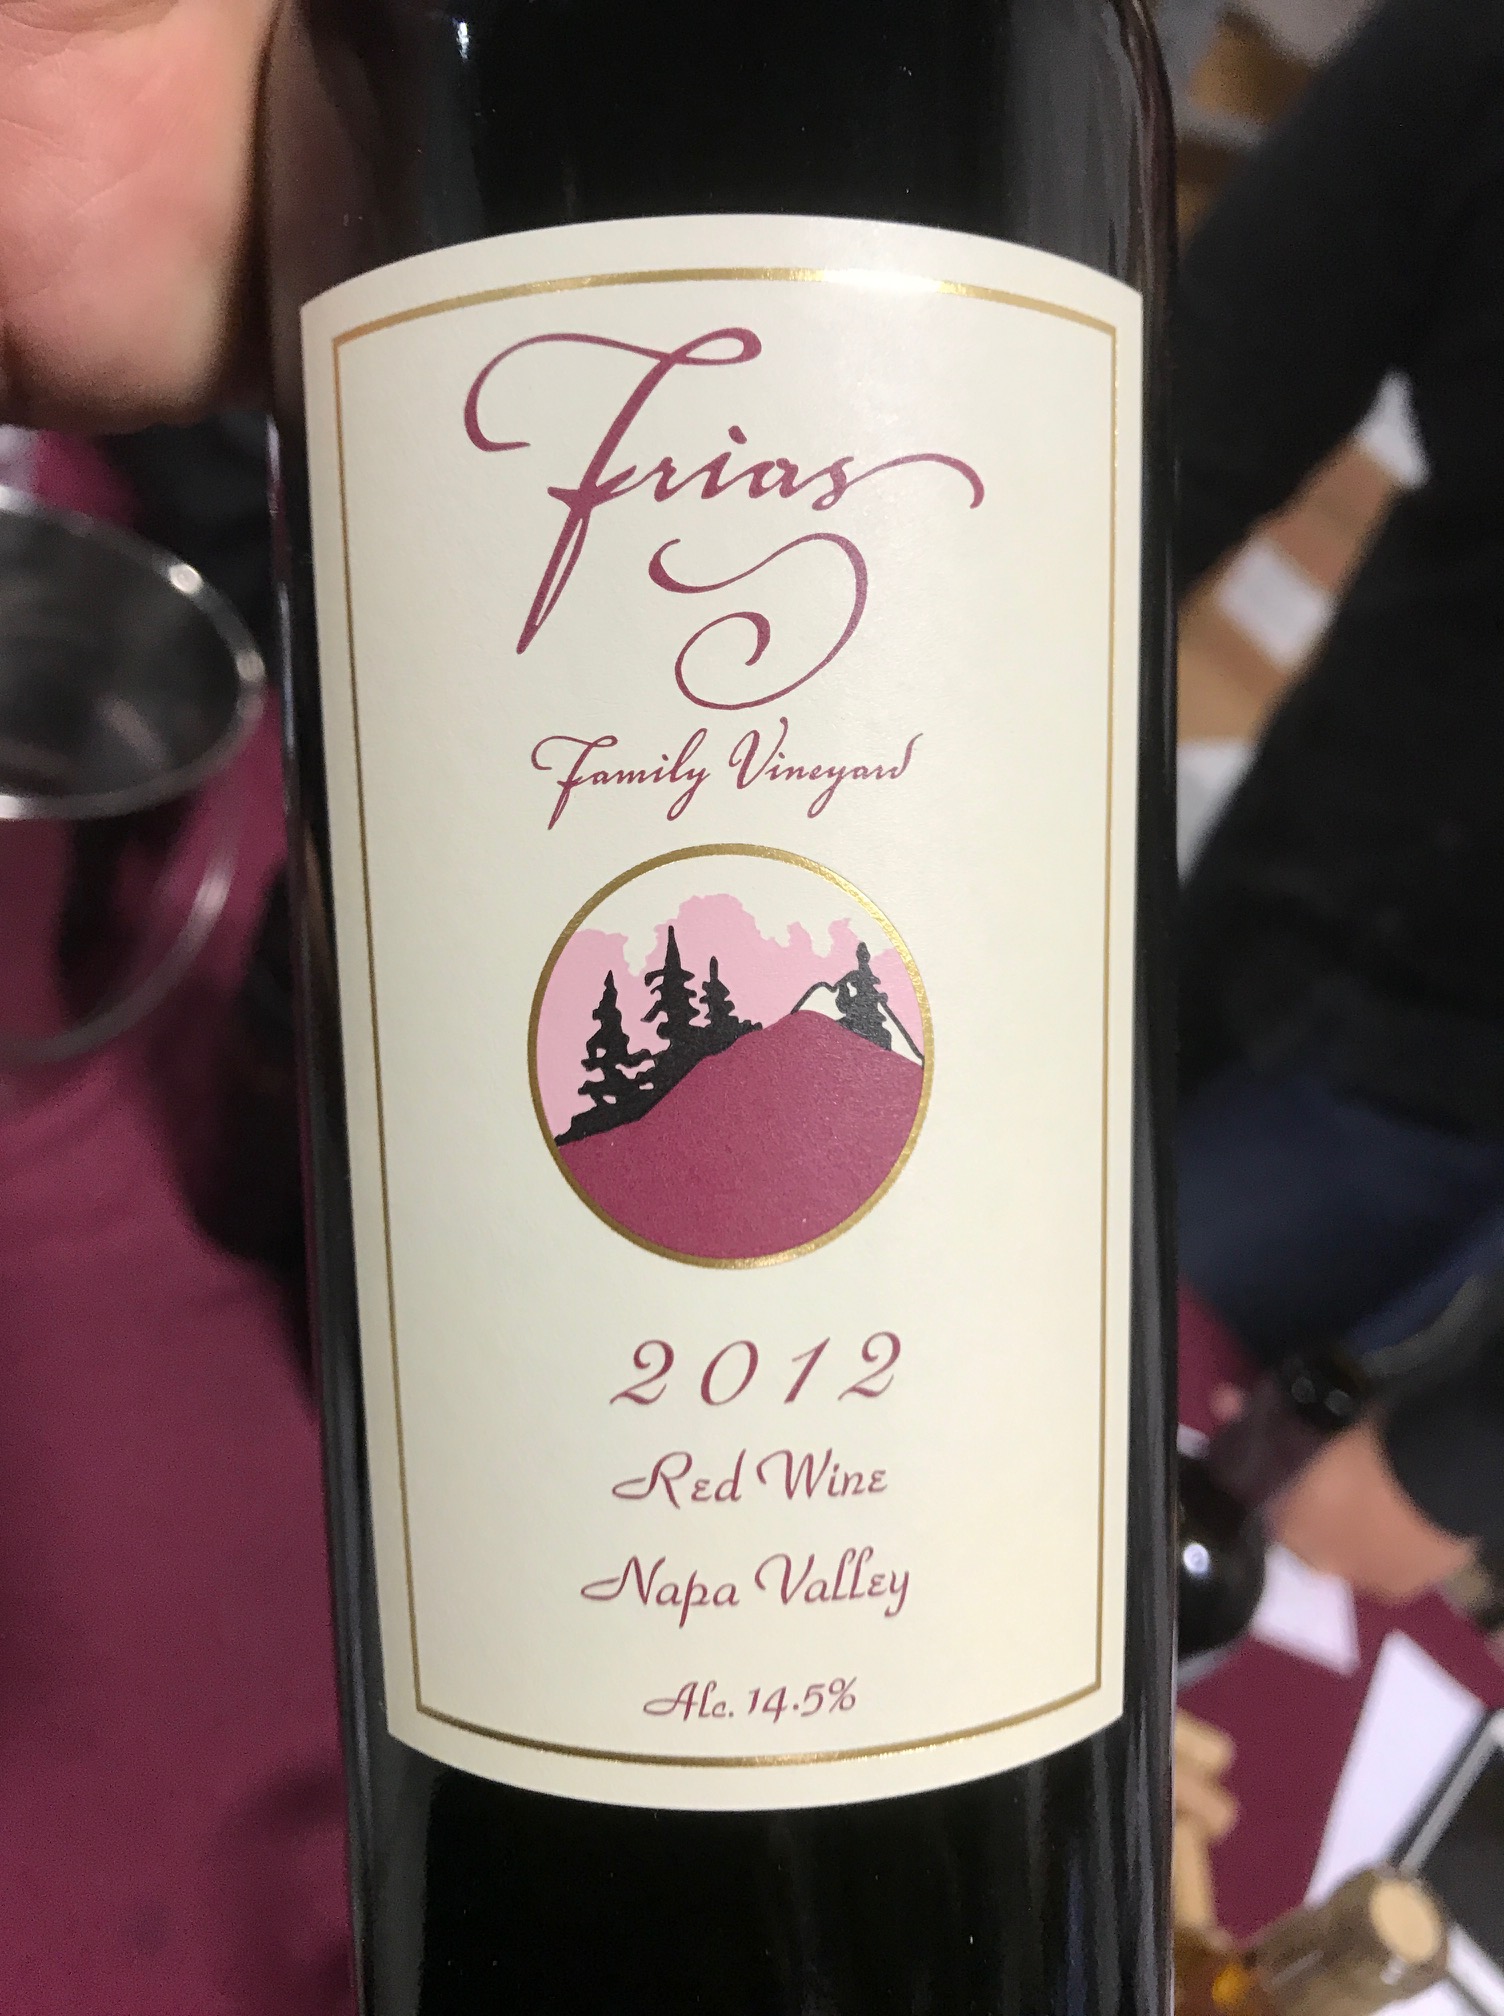 Frias
Family Vineyard
2012
Red Wine
Napa Valley
Alc. 14.5%